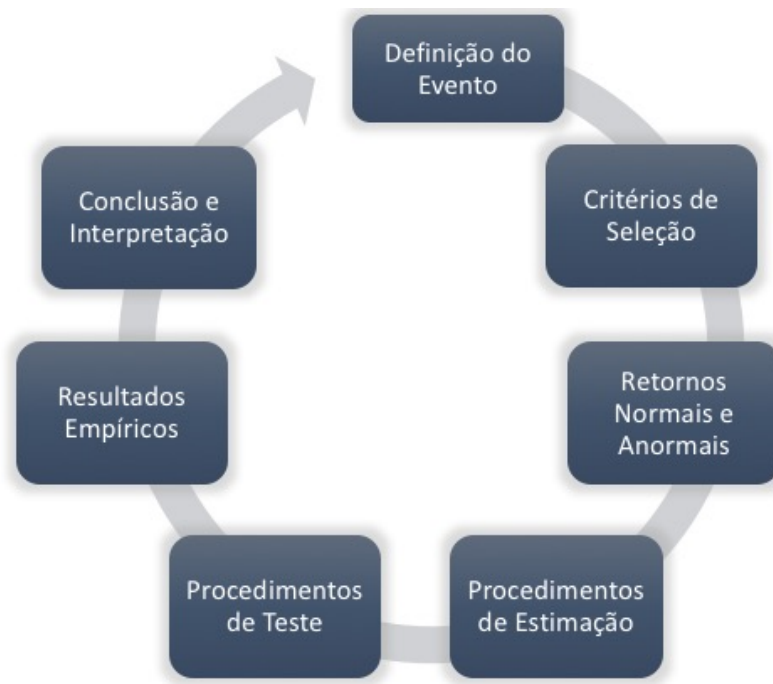 Definição do
Evento
Critérios de
Seleção
Retornos
Normais e
Anormais
Procedimentos
de Estimação
Procedimentos
de Teste
Resultados
Empíricos
Conclusão e
Interpretação